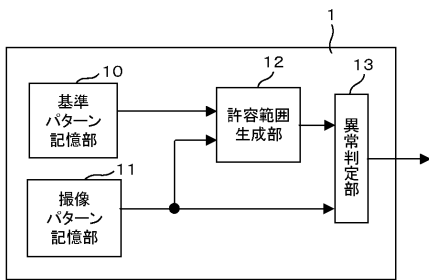 1
10
基準
パターン
記憶部
11
撮像
パターン
記憶部
12
許容範囲
生成部
13
異常判定部